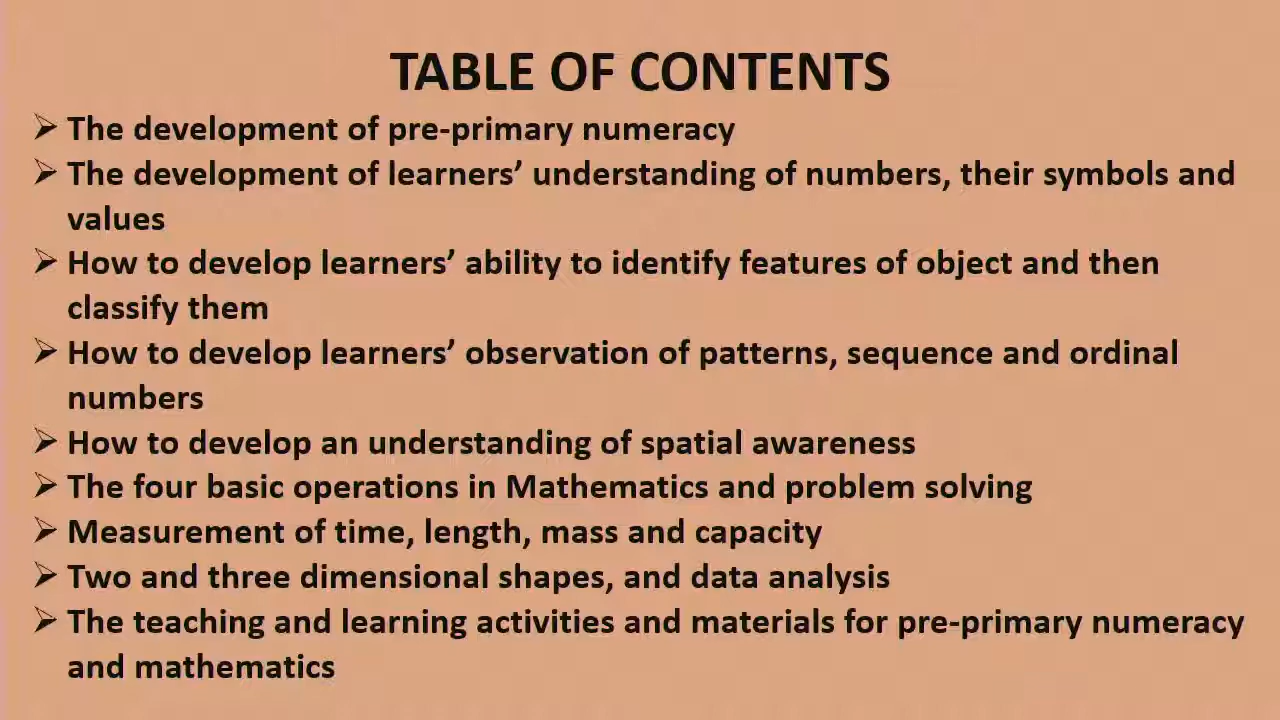 TABLE OF CONTENTS
➢ The development of pre-primary numeracy
➢ The development of learners’ understanding of numbers, their symbols and
values
➢ How to develop learners’ ability to identify features of object and then
classify them
➢ How to develop learners’ observation of patterns, sequence and ordinal
numbers
➢ How to develop an understanding of spatial awareness
➢ The four basic operations in Mathematics and problem solving
➢ Measurement of time, length, mass and capacity
➢ Two and three dimensional shapes, and data analysis
➢ The teaching and learning activities and materials for pre-primary numeracy
and mathematics